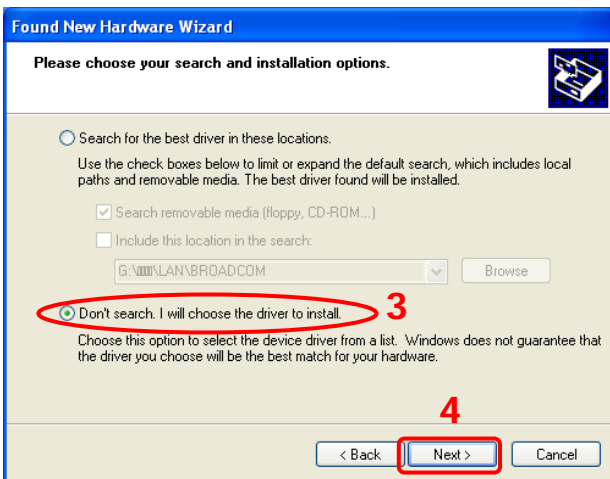 Found New Hardware Wizard
Please choose your search and installation options.
Search for the best driver in these locations.
Use the check boxes below to limit or expand the default search, which includes local
paths and removable media. The best driver found will be installed.
Search removable media (floppy, CD-ROM...)
Include this location in the search:
\LAN\BROADCOM
Browse
Don't search. I will choose the driver to install.
3
Choose this option to select the device driver from a list. Windows does not guarantee that
the driver you choose will be the best match for your hardware.
4
< Back
Next >
Cancel